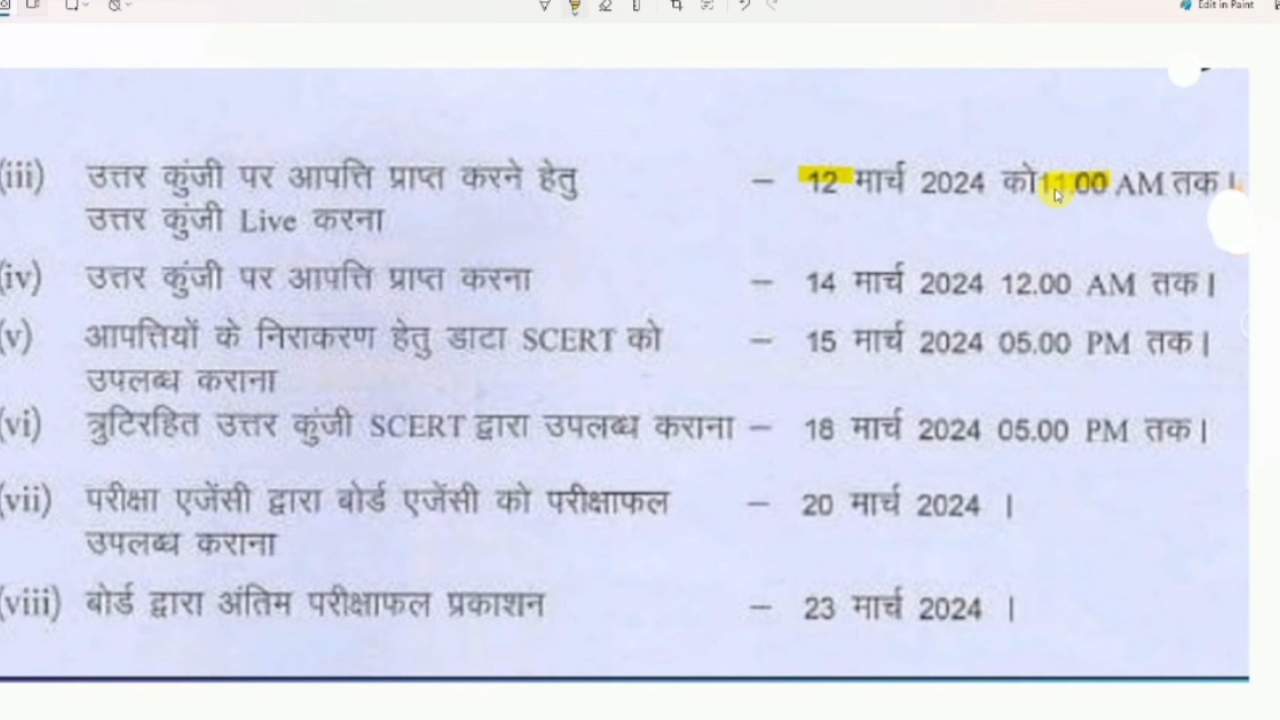 Edit in Paint
(iii) उत्तर कुंजी पर आपत्ति प्राप्त करने हेतु – 12 मार्च 2024 को 11.00 AM तक।
उत्तर कुंजी Live करना
(iv) उत्तर कुंजी पर आपत्ति प्राप्त करना – 14 मार्च 2024 12.00 AM तक।
(v) आपत्तियों के निराकरण हेतु डाटा SCERT को – 15 मार्च 2024 05.00 PM तक।
उपलब्ध कराना
(vi) त्रुटिरहित उत्तर कुंजी SCERT द्वारा उपलब्ध कराना – 18 मार्च 2024 05.00 PM तक।
(vii) परीक्षा एजेंसी द्वारा बोर्ड एजेंसी को परीक्षाफल – 20 मार्च 2024 ।
उपलब्ध कराना
(viii) बोर्ड द्वारा अंतिम परीक्षाफल प्रकाशन – 23 मार्च 2024 ।